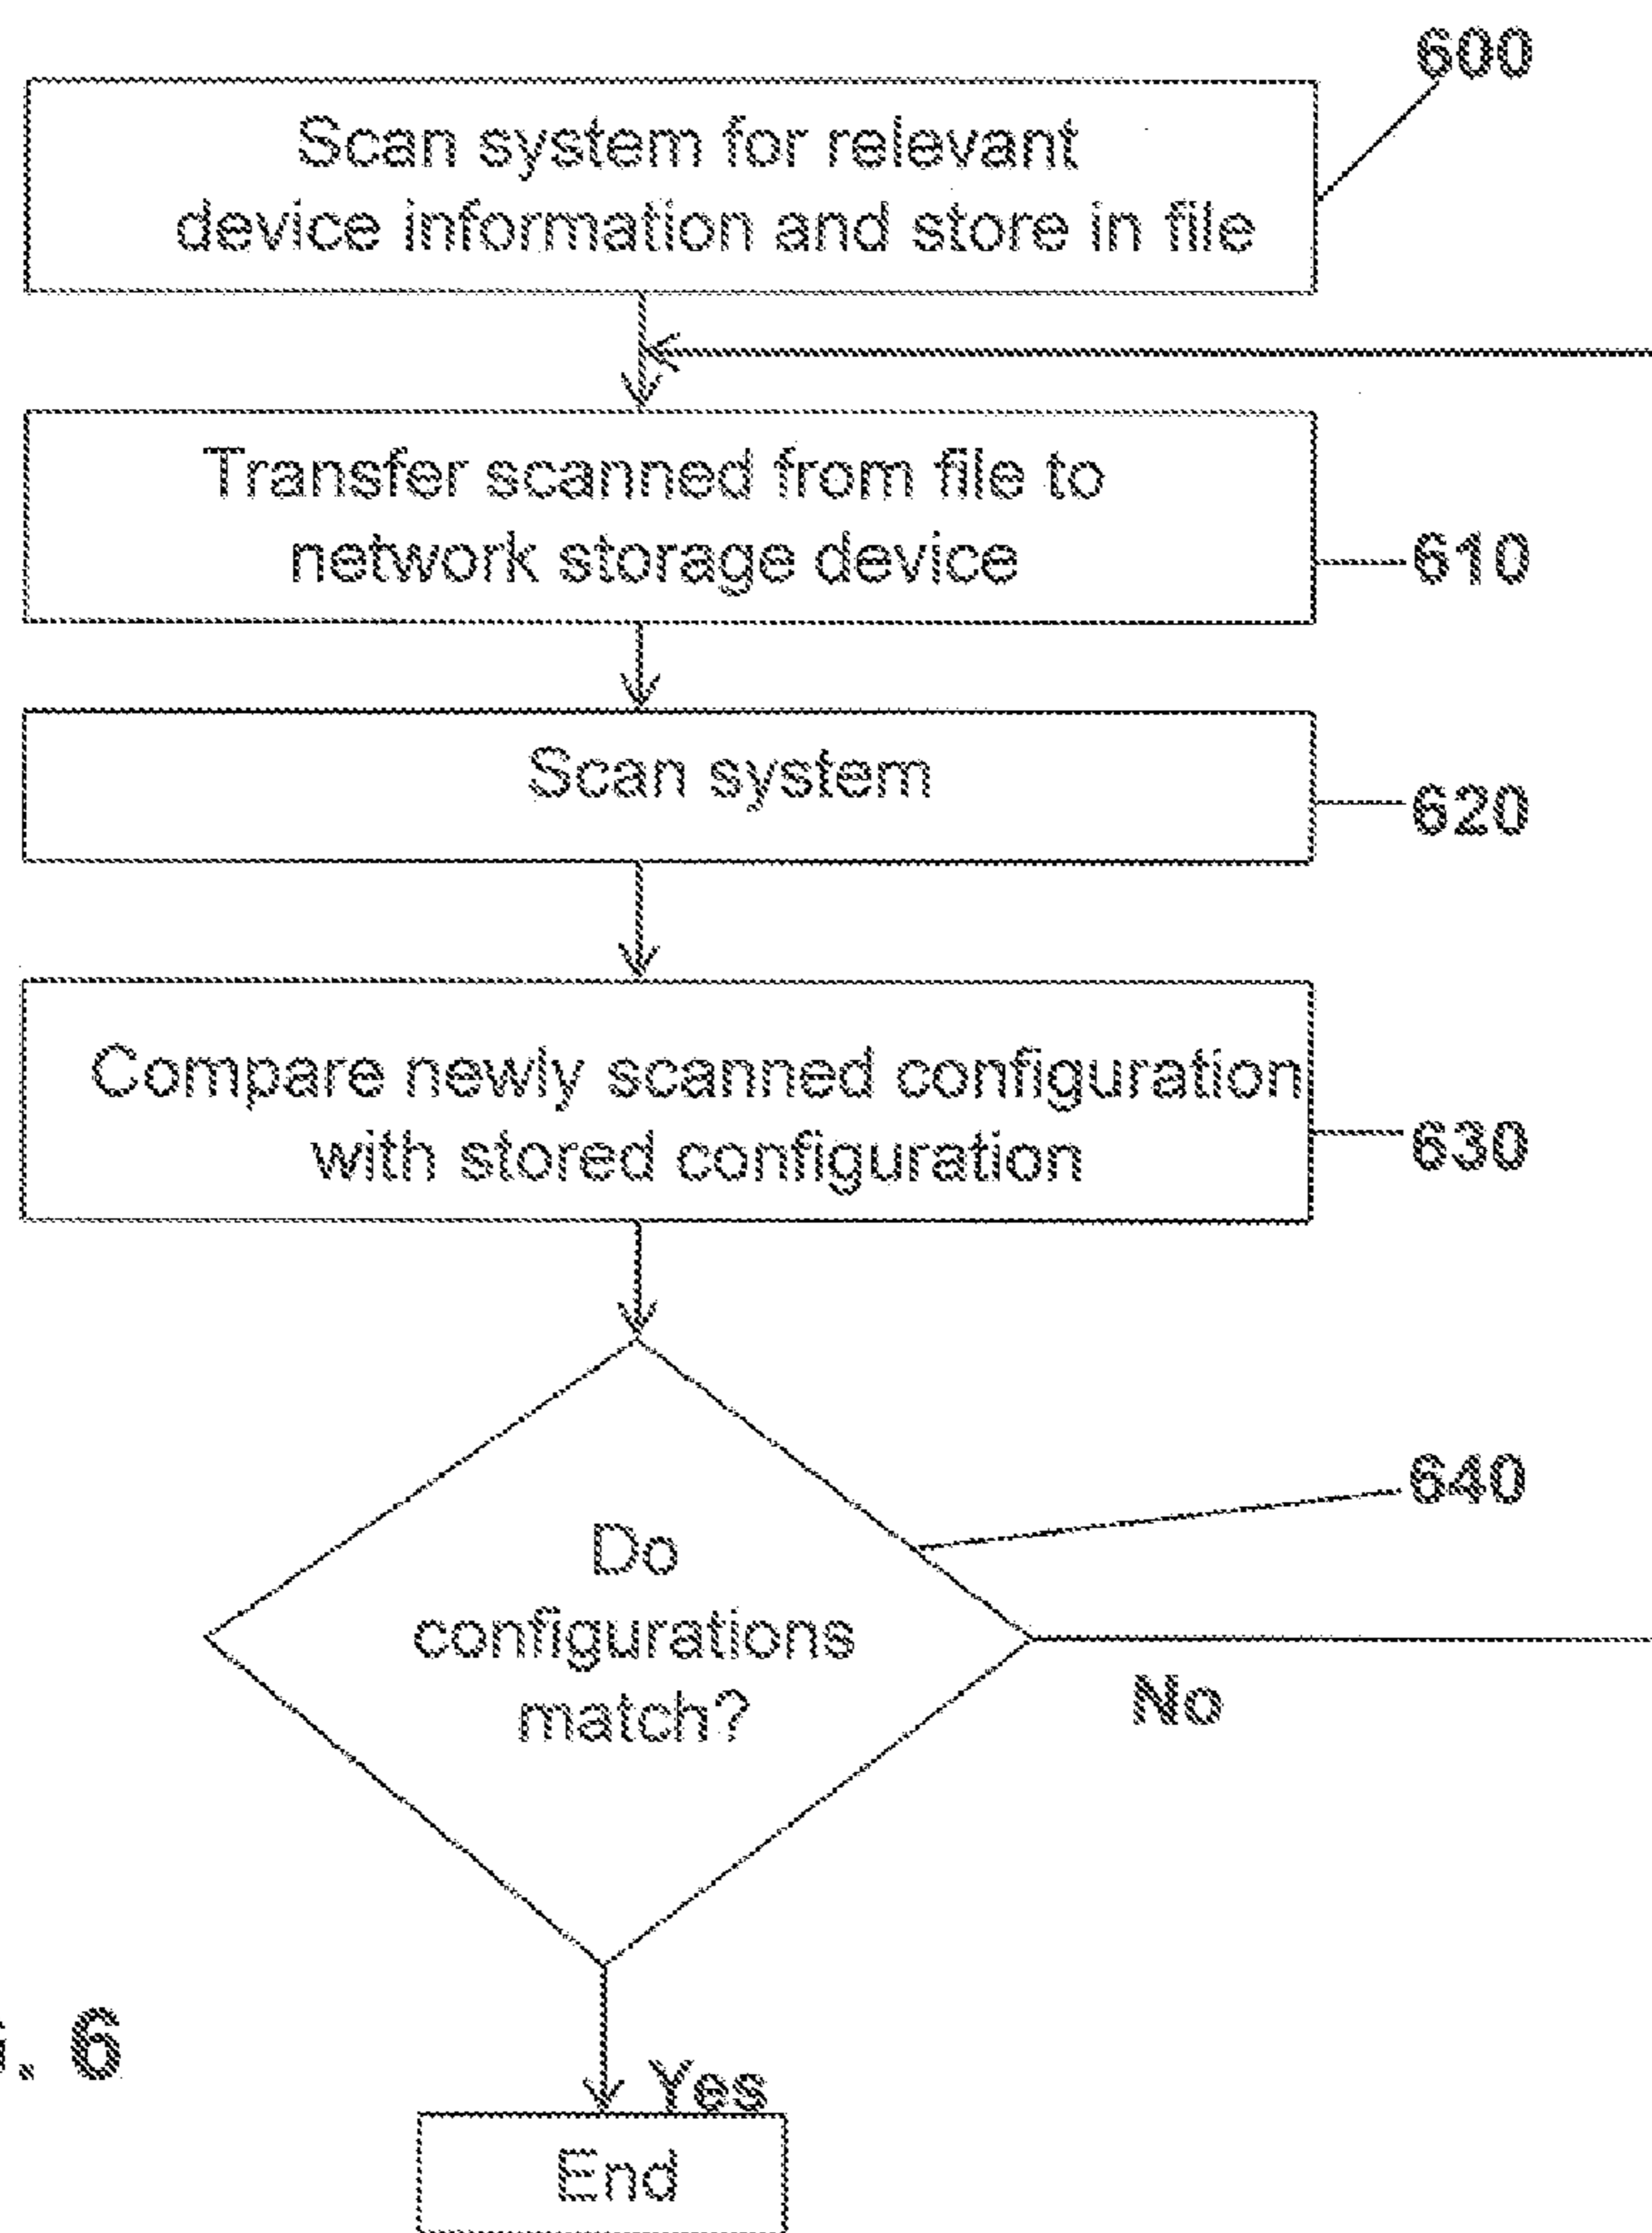 600
Scan system for relevant
device information and store in file
Transfer scanned from file to
network storage device
610
Scan system
620
Compare newly scanned configuration
with stored configuration
630
640
Do
configurations
match?
No
. 6
Yes
End